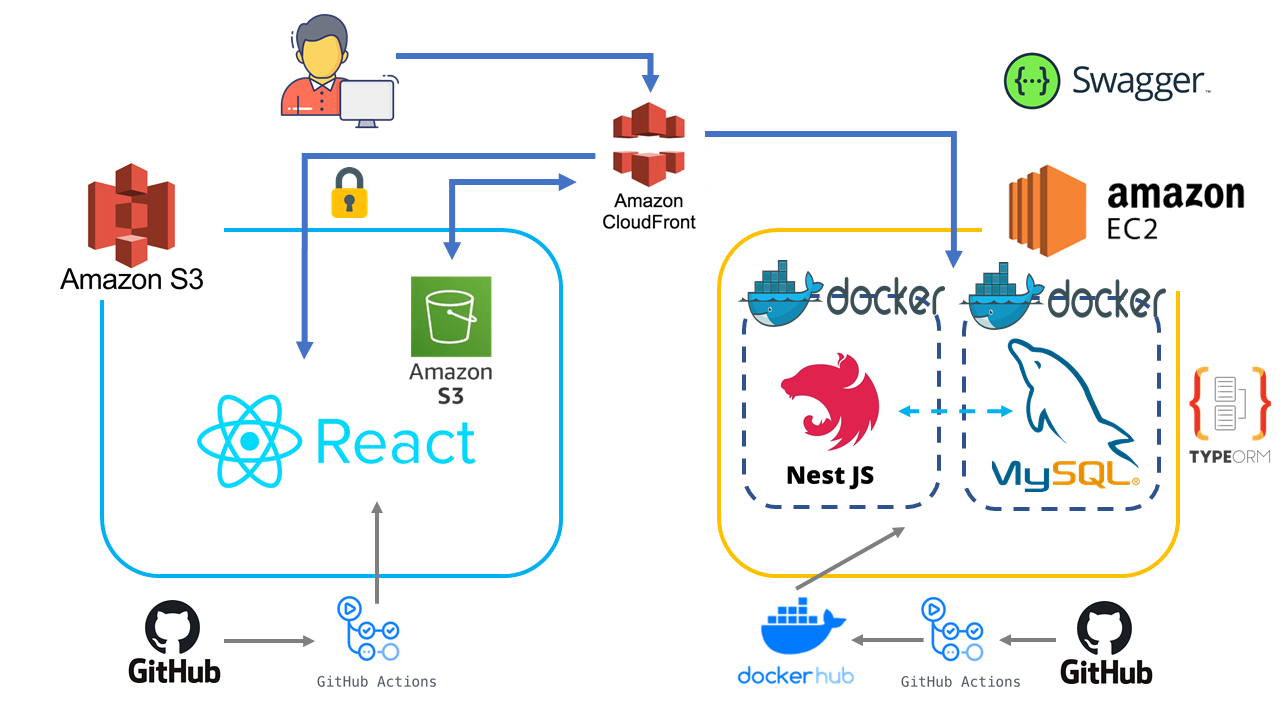 Swagger™
Amazon
CloudFront
Amazon S3
amazon
EC2
docker
docker
Amazon
S3
React
Nest JS
MySQL®
TYPEORM
GitHub
GitHub Actions
dockerhub
GitHub Actions
GitHub